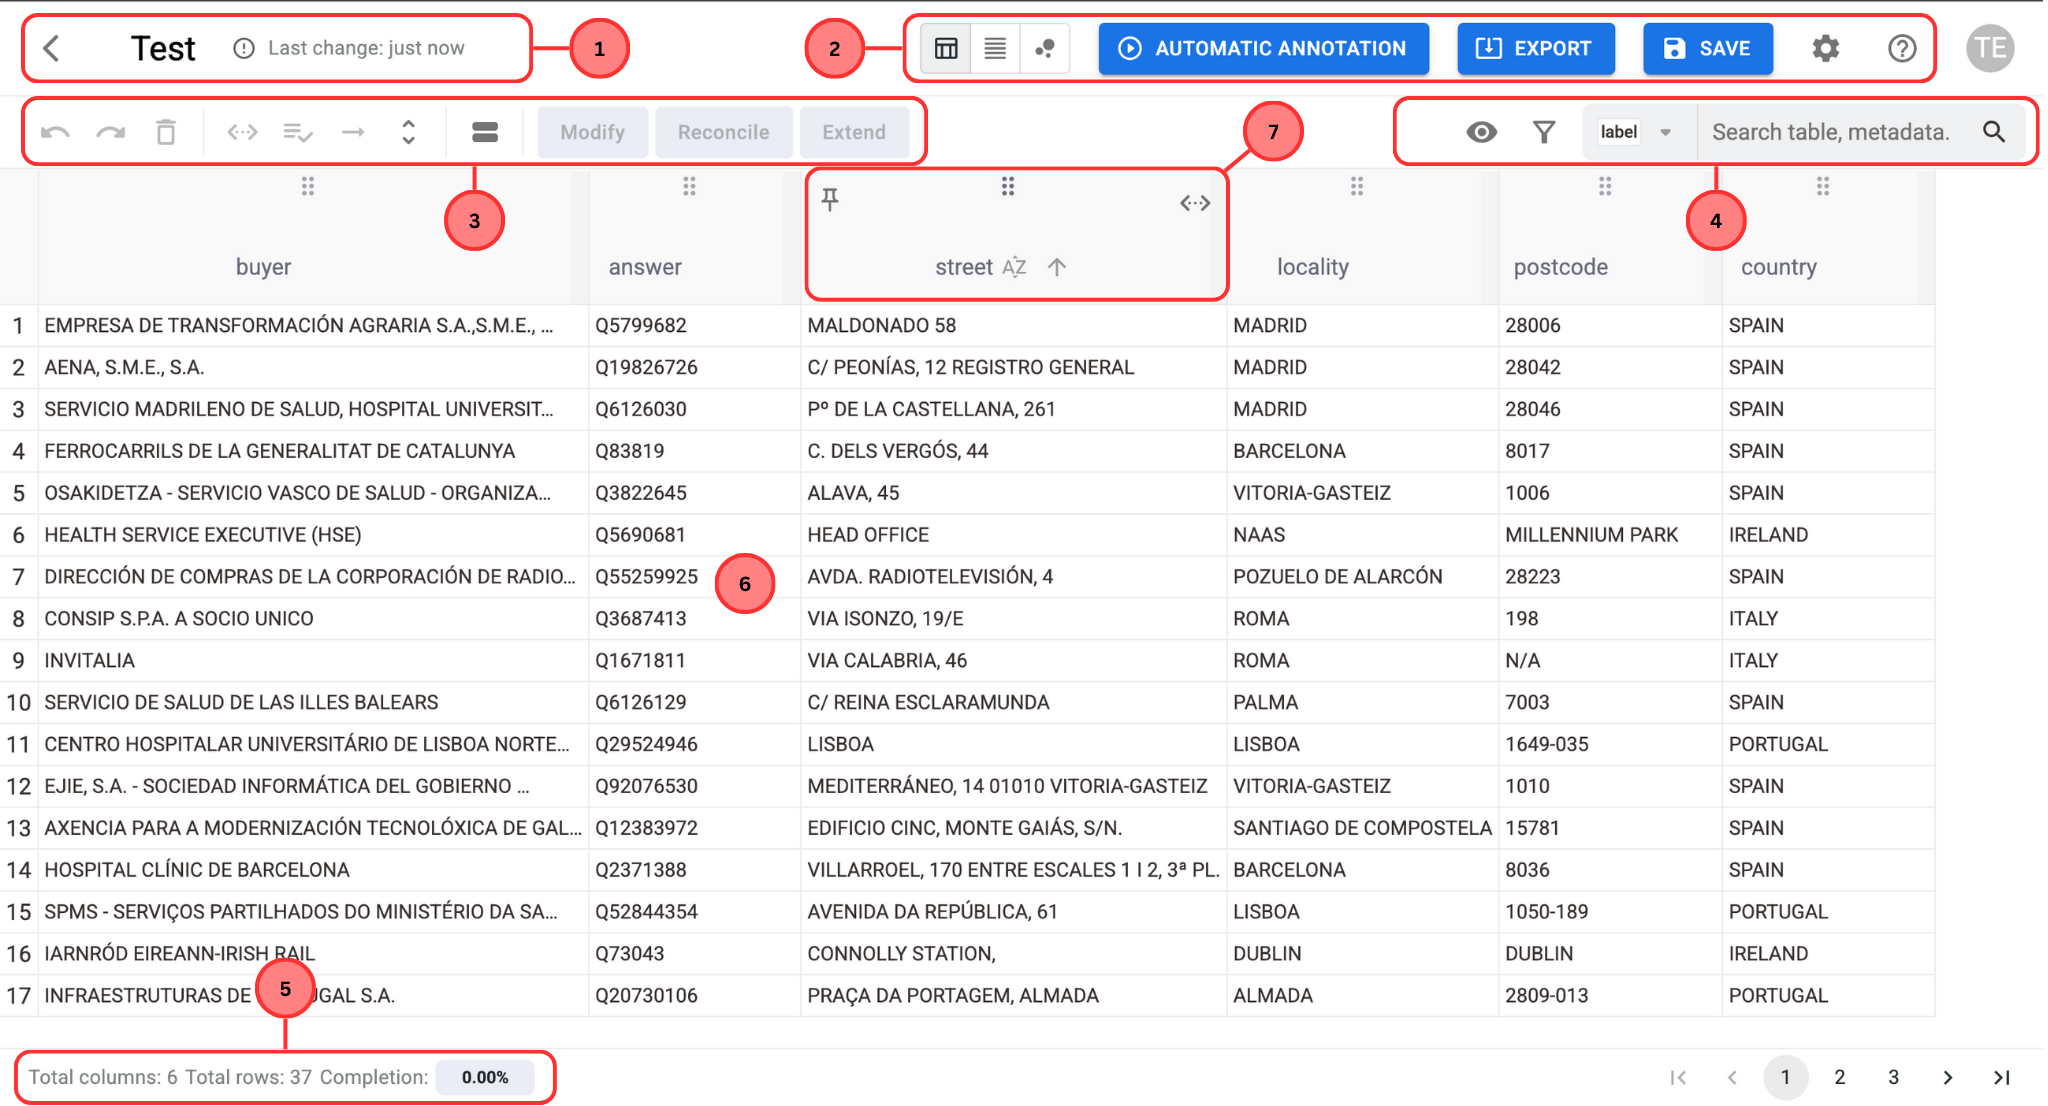 Test Last change: just now 1 2 AUTOMATIC ANNOTATION EXPORT SAVE TE
Modify Reconcile Extend 7 label Search table, metadata.
3 4
buyer answer street AZ locality postcode country
1 EMPRESA DE TRANSFORMACIÓN AGRARIA S.A.,S.M.E., ... Q5799682 MALDONADO 58 MADRID 28006 SPAIN
2 AENA, S.M.E., S.A. Q19826726 C/ PEONÍAS, 12 REGISTRO GENERAL MADRID 28042 SPAIN
3 SERVICIO MADRILENO DE SALUD, HOSPITAL UNIVERSIT... Q6126030 Pº DE LA CASTELLANA, 261 MADRID 28046 SPAIN
4 FERROCARRILS DE LA GENERALITAT DE CATALUNYA Q83819 C. DELS VERGÓS, 44 BARCELONA 8017 SPAIN
5 OSAKIDETZA - SERVICIO VASCO DE SALUD - ORGANIZA... Q3822645 ALAVA, 45 VITORIA-GASTEIZ 1006 SPAIN
6 HEALTH SERVICE EXECUTIVE (HSE) Q5690681 HEAD OFFICE NAAS MILLENNIUM PARK IRELAND
7 DIRECCIÓN DE COMPRAS DE LA CORPORACIÓN DE RADIO... Q55259925 6 AVDA. RADIOTELEVISIÓN, 4 POZUELO DE ALARCÓN 28223 SPAIN
8 CONSIP S.P.A. A SOCIO UNICO Q3687413 VIA ISONZO, 19/E ROMA 198 ITALY
9 INVITALIA Q1671811 VIA CALABRIA, 46 ROMA N/A ITALY
10 SERVICIO DE SALUD DE LAS ILLES BALEARS Q6126129 C/ REINA ESCLARAMUNDA PALMA 7003 SPAIN
11 CENTRO HOSPITALAR UNIVERSITÁRIO DE LISBOA NORTE... Q29524946 LISBOA LISBOA 1649-035 PORTUGAL
12 EJIE, S.A. - SOCIEDAD INFORMÁTICA DEL GOBIERNO ... Q92076530 MEDITERRÁNEO, 14 01010 VITORIA-GASTEIZ VITORIA-GASTEIZ 1010 SPAIN
13 AXENCIA PARA A MODERNIZACIÓN TECNOLÓXICA DE GAL... Q12383972 EDIFICIO CINC, MONTE GAIÁS, S/N. SANTIAGO DE COMPOSTELA 15781 SPAIN
14 HOSPITAL CLÍNIC DE BARCELONA Q2371388 VILLARROEL, 170 ENTRE ESCALES 1 I 2, 3ª PL. BARCELONA 8036 SPAIN
15 SPMS - SERVIÇOS PARTILHADOS DO MINISTÉRIO DA SA... Q52844354 AVENIDA DA REPÚBLICA, 61 LISBOA 1050-189 PORTUGAL
16 IARNRÓD EIREANN-IRISH RAIL Q73043 CONNOLLY STATION, DUBLIN DUBLIN IRELAND
17 INFRAESTRUTURAS DE 5 UGAL S.A. Q20730106 PRAÇA DA PORTAGEM, ALMADA ALMADA 2809-013 PORTUGAL
Total columns: 6 Total rows: 37 Completion: 0.00% 1 2 3